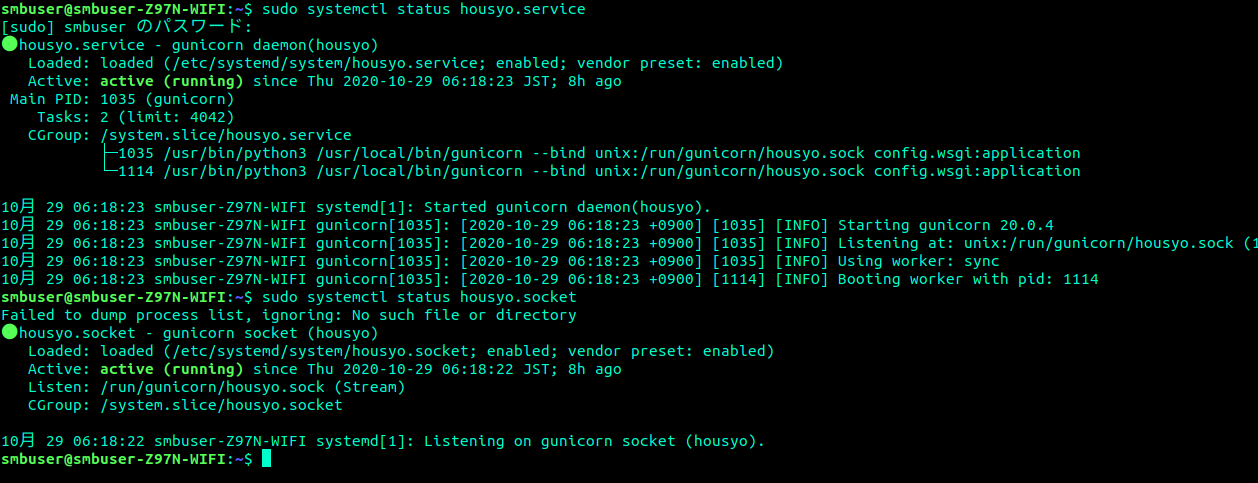 smbuser@smbuser-Z97N-WIFI:~$ sudo systemctl status housyo.service
[sudo] smbuser のパスワード:
●housyo.service - gunicorn daemon(housyo)
   Loaded: loaded (/etc/systemd/system/housyo.service; enabled; vendor preset: enabled)
   Active: active (running) since Thu 2020-10-29 06:18:23 JST; 8h ago
 Main PID: 1035 (gunicorn)
    Tasks: 2 (limit: 4042)
   CGroup: /system.slice/housyo.service
           ├─1035 /usr/bin/python3 /usr/local/bin/gunicorn --bind unix:/run/gunicorn/housyo.sock config.wsgi:application
           └─1114 /usr/bin/python3 /usr/local/bin/gunicorn --bind unix:/run/gunicorn/housyo.sock config.wsgi:application
10月 29 06:18:23 smbuser-Z97N-WIFI systemd[1]: Started gunicorn daemon(housyo).
10月 29 06:18:23 smbuser-Z97N-WIFI gunicorn[1035]: [2020-10-29 06:18:23 +0900] [1035] [INFO] Starting gunicorn 20.0.4
10月 29 06:18:23 smbuser-Z97N-WIFI gunicorn[1035]: [2020-10-29 06:18:23 +0900] [1035] [INFO] Listening at: unix:/run/gunicorn/housyo.sock (1
10月 29 06:18:23 smbuser-Z97N-WIFI gunicorn[1035]: [2020-10-29 06:18:23 +0900] [1035] [INFO] Using worker: sync
10月 29 06:18:23 smbuser-Z97N-WIFI gunicorn[1035]: [2020-10-29 06:18:23 +0900] [1114] [INFO] Booting worker with pid: 1114
smbuser@smbuser-Z97N-WIFI:~$ sudo systemctl status housyo.socket
Failed to dump process list, ignoring: No such file or directory
●housyo.socket - gunicorn socket (housyo)
   Loaded: loaded (/etc/systemd/system/housyo.socket; enabled; vendor preset: enabled)
   Active: active (running) since Thu 2020-10-29 06:18:22 JST; 8h ago
   Listen: /run/gunicorn/housyo.sock (Stream)
   CGroup: /system.slice/housyo.socket
10月 29 06:18:22 smbuser-Z97N-WIFI systemd[1]: Listening on gunicorn socket (housyo).
smbuser@smbuser-Z97N-WIFI:~$